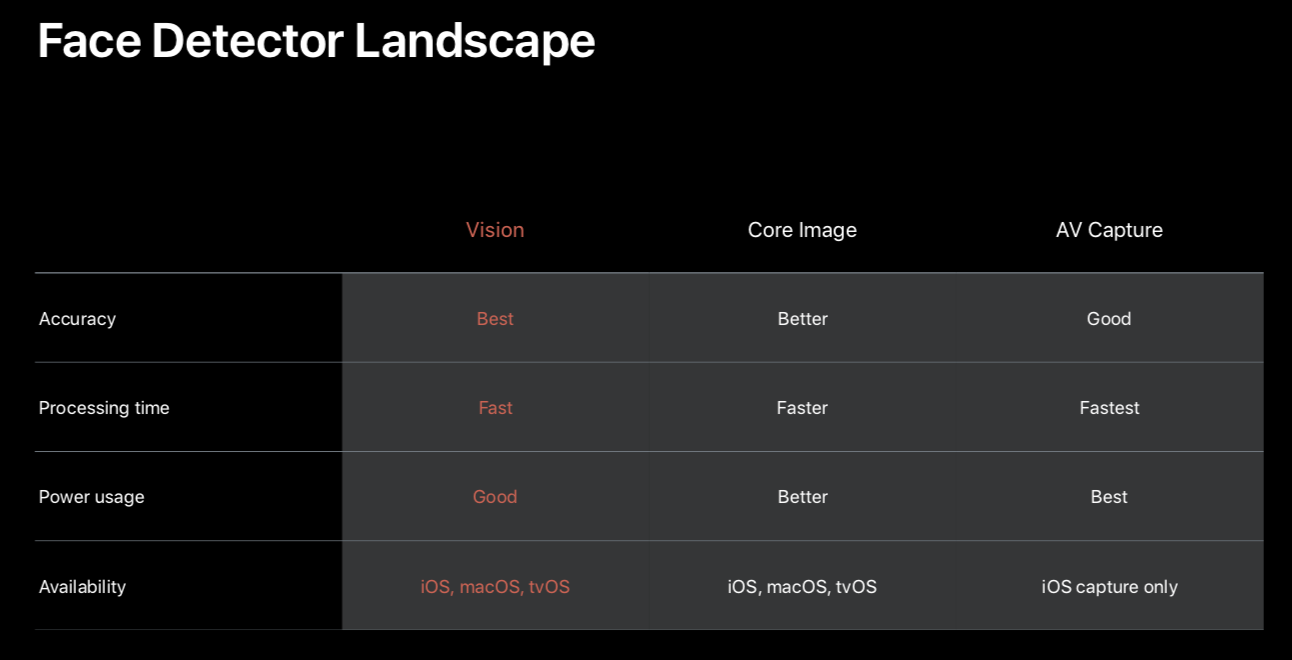 Face Detector Landscape
Vision Core Image AV Capture
Accuracy Best Better Good
Processing time Fast Faster Fastest
Power usage Good Better Best
Availability iOS, macOS, tvOS iOS, macOS, tvOS iOS capture only